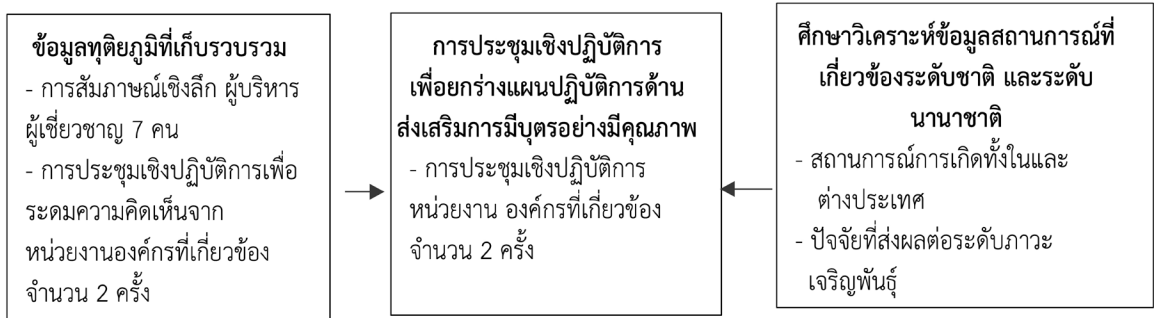 ข้อมูลทุติยภูมิที่เก็บรวบรวม
- การสัมภาษณ์เชิงลึก ผู้บริหาร
ผู้เชี่ยวชาญ 7 คน
- การประชุมเชิงปฏิบัติการเพื่อ
ระดมความคิดเห็นจาก
หน่วยงานองค์กรที่เกี่ยวข้อง
จำนวน 2 ครั้ง
การประชุมเชิงปฏิบัติการ
เพื่อยกร่างแผนปฏิบัติการด้าน
ส่งเสริมการมีบุตรอย่างมีคุณภาพ
- การประชุมเชิงปฏิบัติการ
หน่วยงาน องค์กรที่เกี่ยวข้อง
จำนวน 2 ครั้ง
ศึกษาวิเคราะห์ข้อมูลสถานการณ์ที่
เกี่ยวข้องระดับชาติ และระดับ
นานาชาติ
- สถานการณ์การเกิดทั้งในและ
ต่างประเทศ
- ปัจจัยที่ส่งผลต่อระดับภาวะ
เจริญพันธุ์